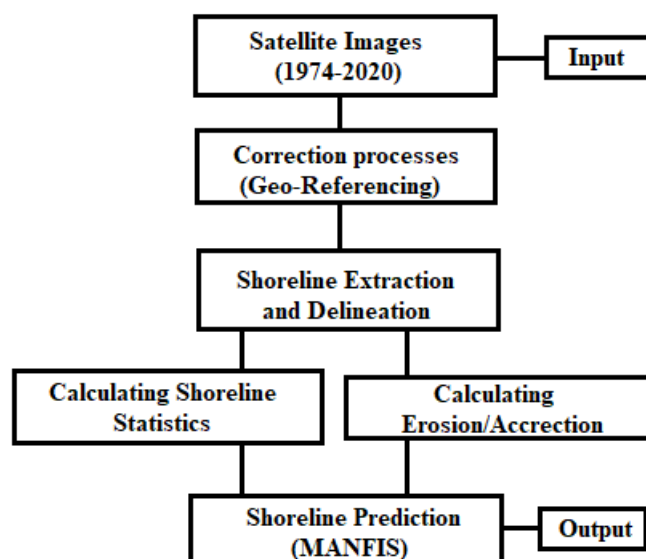 Satellite Images
(1974-2020)
Input
Correction processes
(Geo-Referencing)
Shoreline Extraction
and Delineation
Calculating Shoreline
Statistics
Calculating
Erosion/Accrection
Shoreline Prediction
(MANFIS)
Output